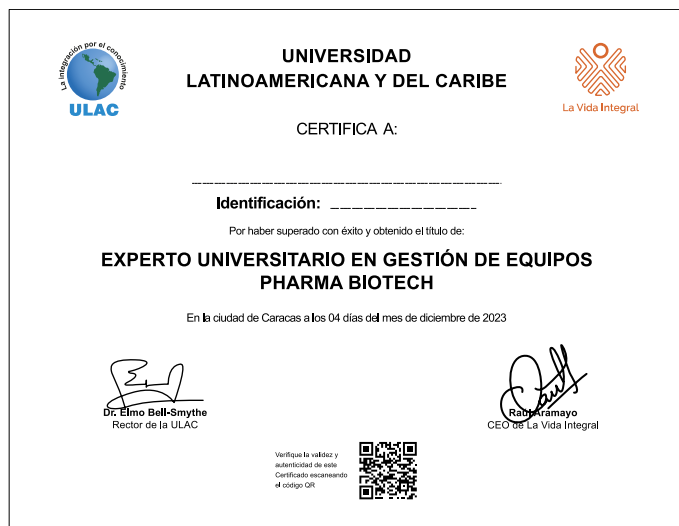 La integración por el conocimiento
ULAC
UNIVERSIDAD
LATINOAMERICANA Y DEL CARIBE
La Vida Integral
CERTIFICA A:
Identificación:
Por haber superado con éxito y obtenido el título de:
EXPERTO UNIVERSITARIO EN GESTIÓN DE EQUIPOS
PHARMA BIOTECH
En la ciudad de Caracas a los 04 días del mes de diciembre de 2023
Dr. Elmo Bell-Smythe
Rector de la ULAC
Raúl Aramayo
CEO de La Vida Integral
Verifique la validez y
autenticidad de este
Certificado escaneando
el código QR